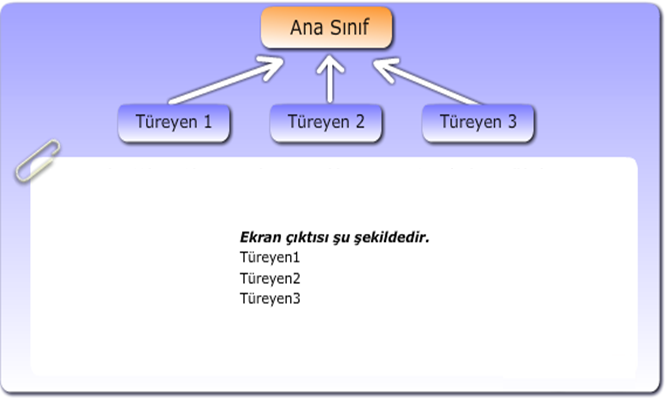 Ana Sınıf
Türeyen 1
Türeyen 2
Türeyen 3
Ekran çıktısı şu şekildedir.
Türeyen1
Türeyen2
Türeyen3